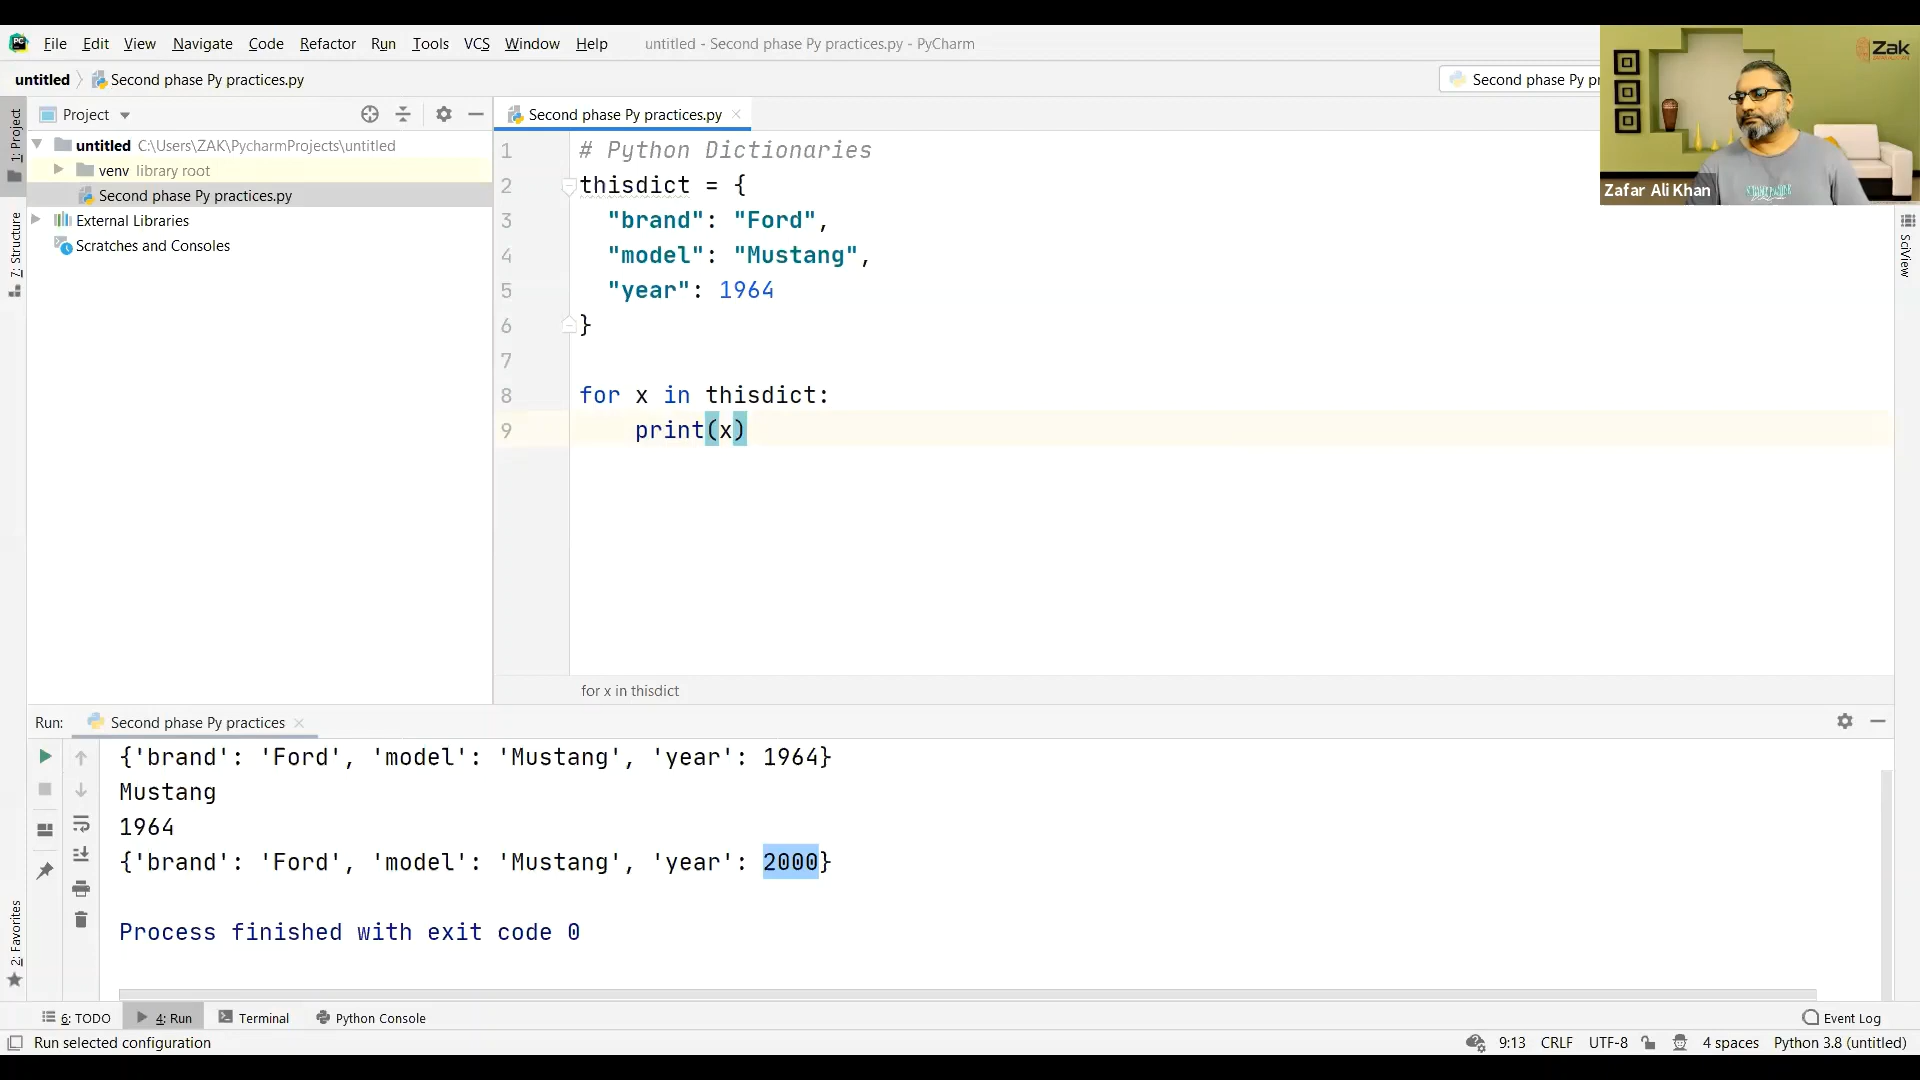 File Edit View Navigate Code Refactor Run Tools VCS Window Help untitled - Second phase Py practices.py - PyCharm
untitled Second phase Py practices.py Second phase Py pr
Zak
Zafar Ali Khan
Project
untitled C:\Users\ZAK\PycharmProjects\untitled
venv library root
Second phase Py practices.py
External Libraries
Scratches and Consoles
1: Project
7: Structure
2: Favorites
SciView
Second phase Py practices.py
1 # Python Dictionaries
2 thisdict = {
3 "brand": "Ford",
4 "model": "Mustang",
5 "year": 1964
6 }
7
8 for x in thisdict:
9 print(x)
for x in thisdict
Run: Second phase Py practices
{'brand': 'Ford', 'model': 'Mustang', 'year': 1964}
Mustang
1964
{'brand': 'Ford', 'model': 'Mustang', 'year': 2000}
Process finished with exit code 0
6: TODO 4: Run Terminal Python Console Event Log
Run selected configuration 9:13 CRLF UTF-8 4 spaces Python 3.8 (untitled)